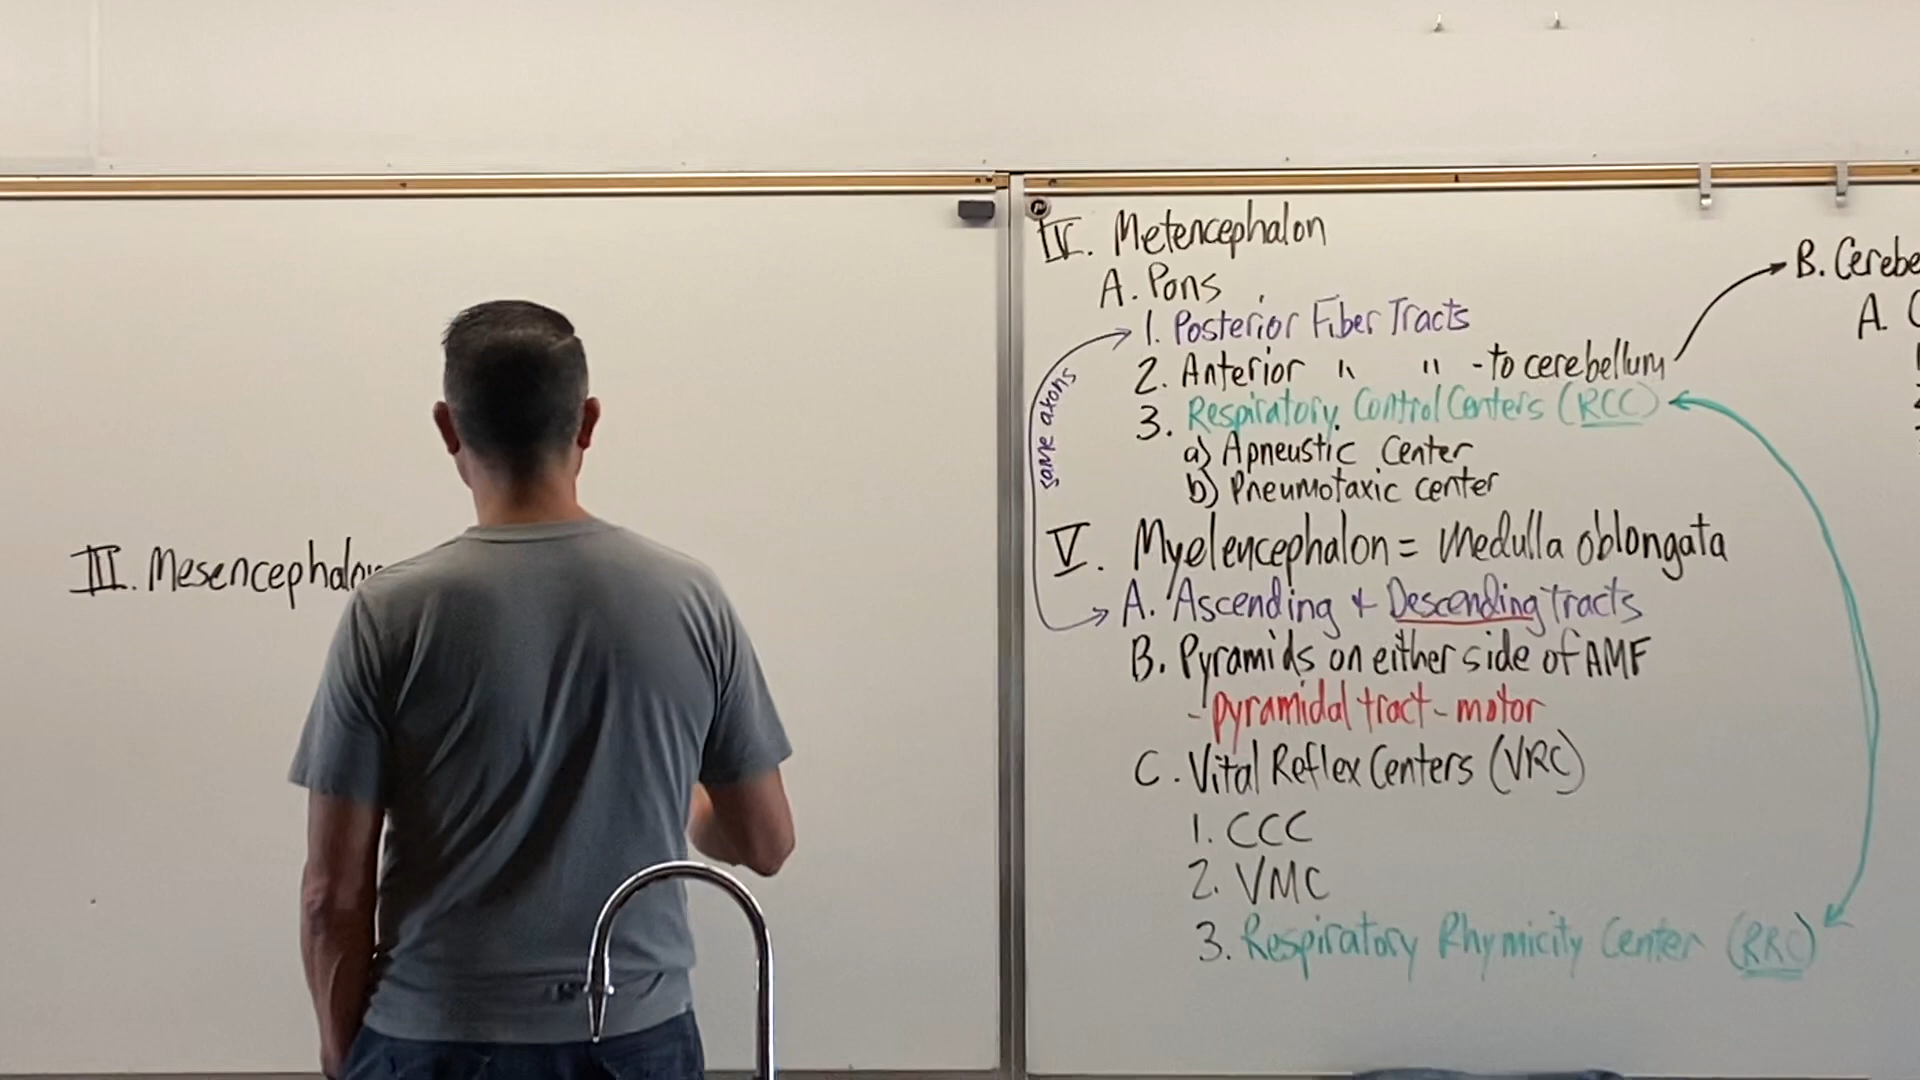 III. Mesencephalon
IV. Metencephalon
A. Pons
1. Posterior Fiber Tracts
2. Anterior " " - to cerebellum
3. Respiratory Control Centers (RCC)
a) Apneustic Center
b) Pneumotaxic center
same axons
V. Myelencephalon = Medulla oblongata
A. Ascending + Descending Tracts
B. Pyramids on either side of AMF
- pyramidal tract - motor
C. Vital Reflex Centers (VRC)
1. CCC
2. VMC
3. Respiratory Rhymicity Center (RRC)
B. Cerebe
A. C